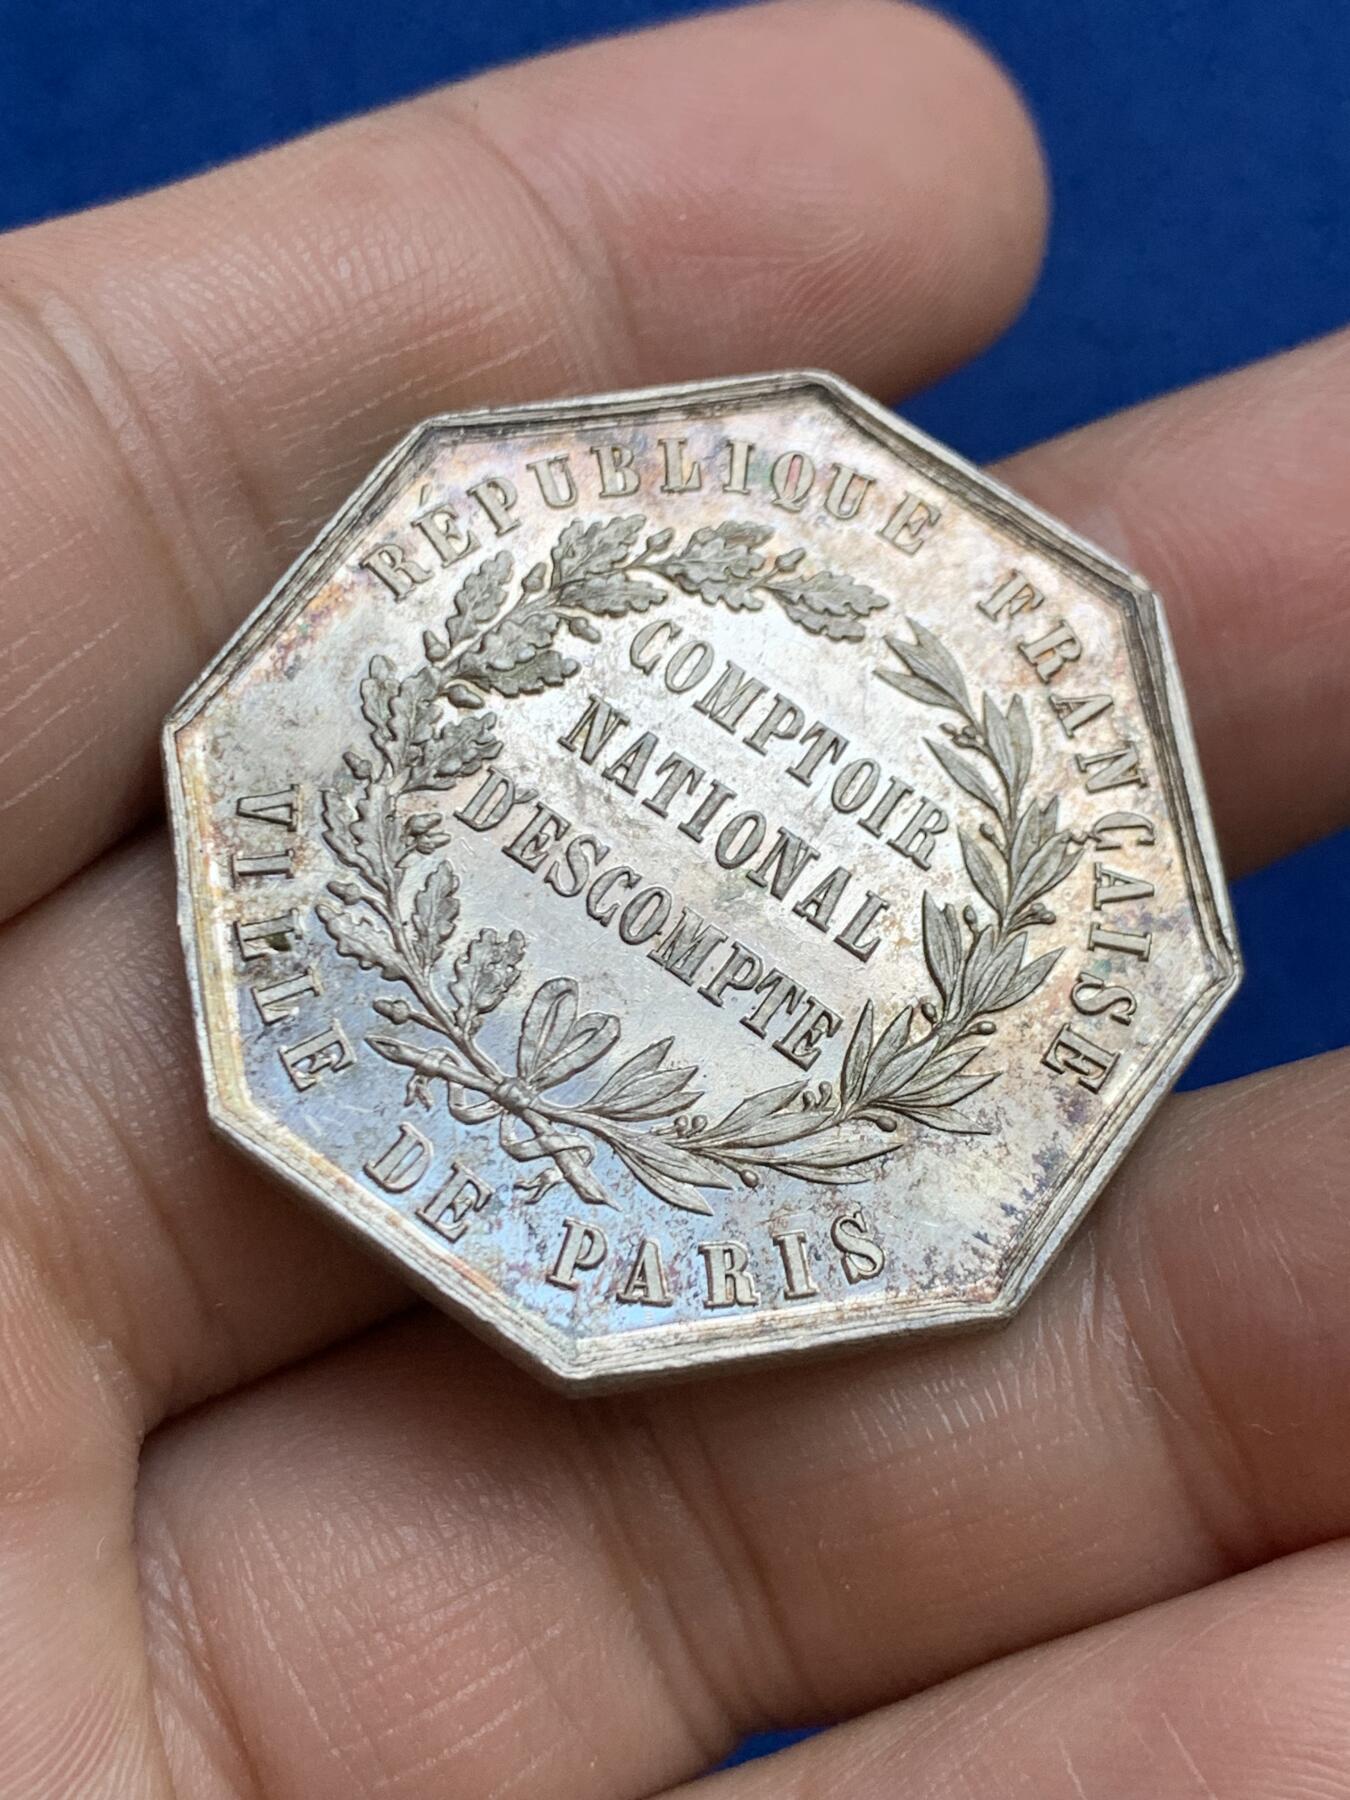 RÉPUBLIQUE FRANÇAISE
COMPTOIR
NATIONAL
D'ESCOMPTE
VILLE DE PARIS